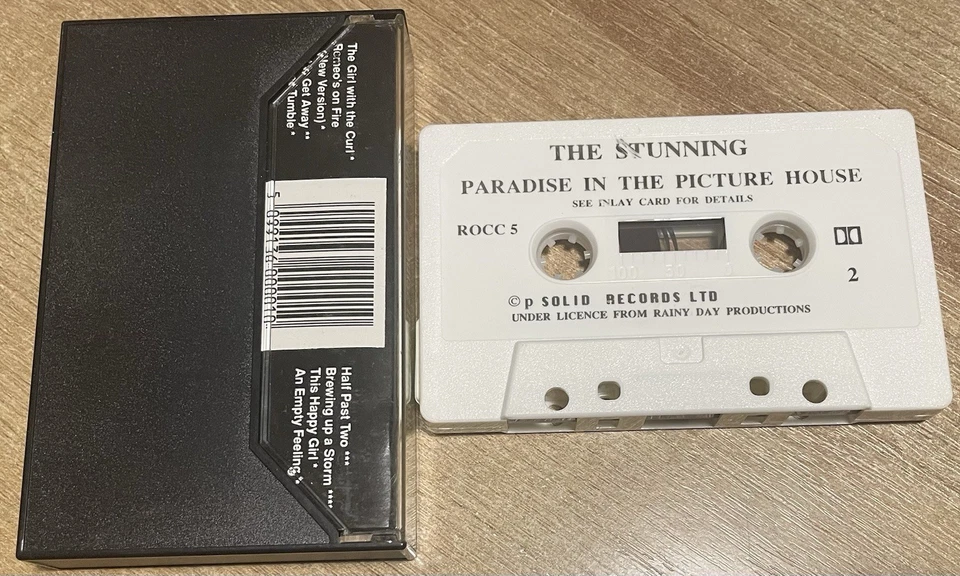 The Girl with the Curl *
Romeo's on Fire
(New Version) *
Get Away **
Tumble *
Half Past Two ***
Brewing up a Storm ****
This Happy Girl *
An Empty Feeling *
THE STUNNING
PARADISE IN THE PICTURE HOUSE
SEE INLAY CARD FOR DETAILS
ROCC 5
100 50
2
© p SOLID RECORDS LTD
UNDER LICENCE FROM RAINY DAY PRODUCTIONS